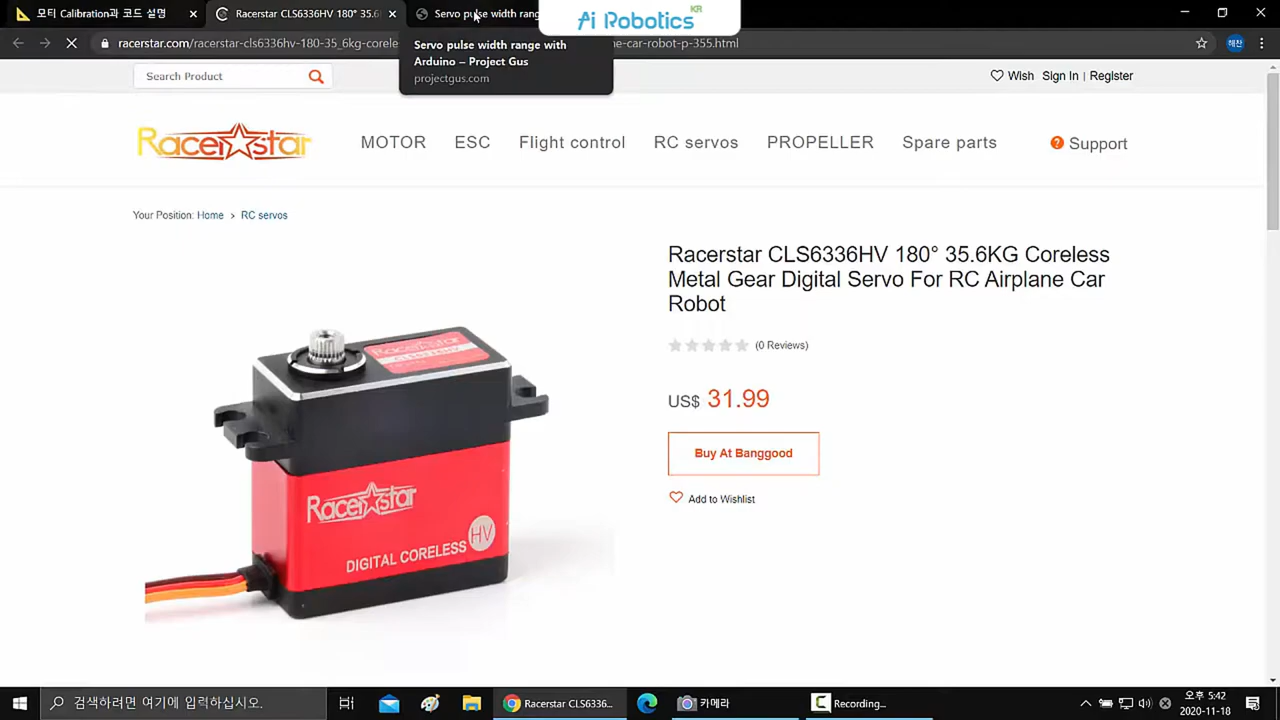 모티 Calibration과 코드 설명
Racerstar CLS6336HV 180° 35.6
Servo pulse width rang
Ai Robotics KR
racerstar.com/racerstar-cls6336hv-180-35_6kg-corele
e-car-robot-p-355.html
Servo pulse width range with
Arduino – Project Gus
projectgus.com
Search Product
Wish Sign In | Register
Racerstar
MOTOR ESC Flight control RC servos PROPELLER Spare parts
? Support
Your Position: Home > RC servos
Racerstar CLS6336HV 180° 35.6KG Coreless
Metal Gear Digital Servo For RC Airplane Car
Robot
(0 Reviews)
US$ 31.99
Buy At Banggood
Add to Wishlist
Racerstar
Racerstar
HV
DIGITAL CORELESS
검색하려면 여기에 입력하십시오.
Racerstar CLS6336...
카메라
Recording...
오후 5:42
2020-11-18
해찬